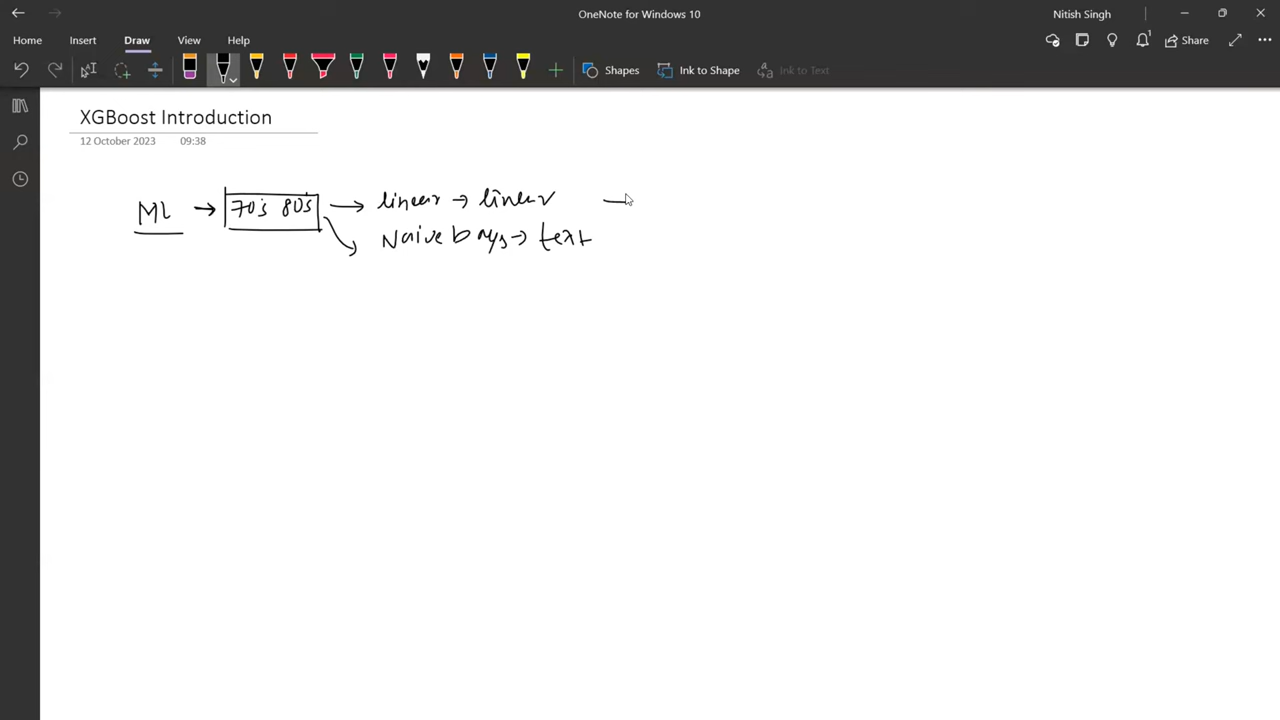 OneNote for Windows 10
Nitish Singh
Home Insert Draw View Help
Share
Shapes Ink to Shape Ink to Text
XGBoost Introduction
12 October 2023 09:38
ML → 70's 80's → linear → linear →
Naive bays → text